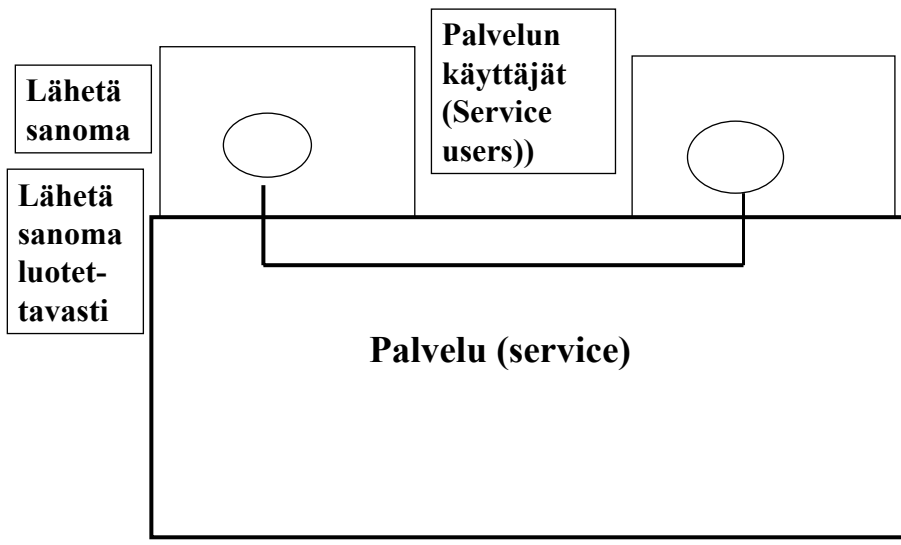 Lähetä
sanoma
Palvelun
käyttäjät
(Service
users))
Lähetä
sanoma
luotet-
tavasti
Palvelu (service)